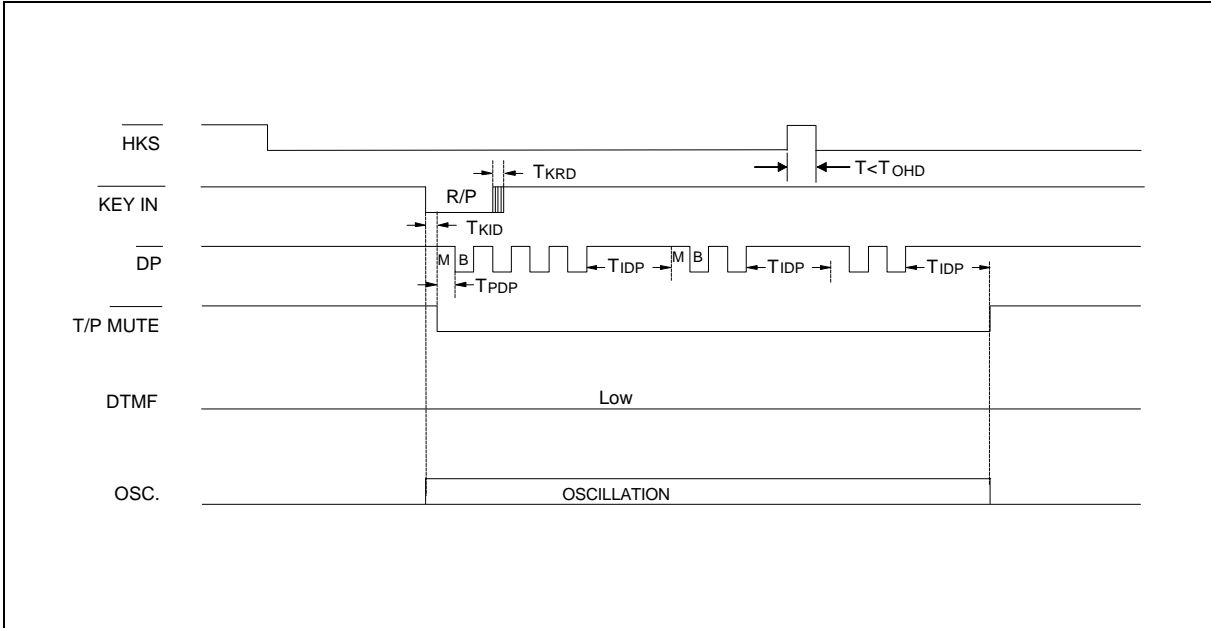 HKS
T<TOHD
TKRD
KEY IN
R/P
TKID
DP
M B
TIDP
M B
TIDP
TIDP
TPDP
T/P MUTE
DTMF
Low
OSC.
OSCILLATION